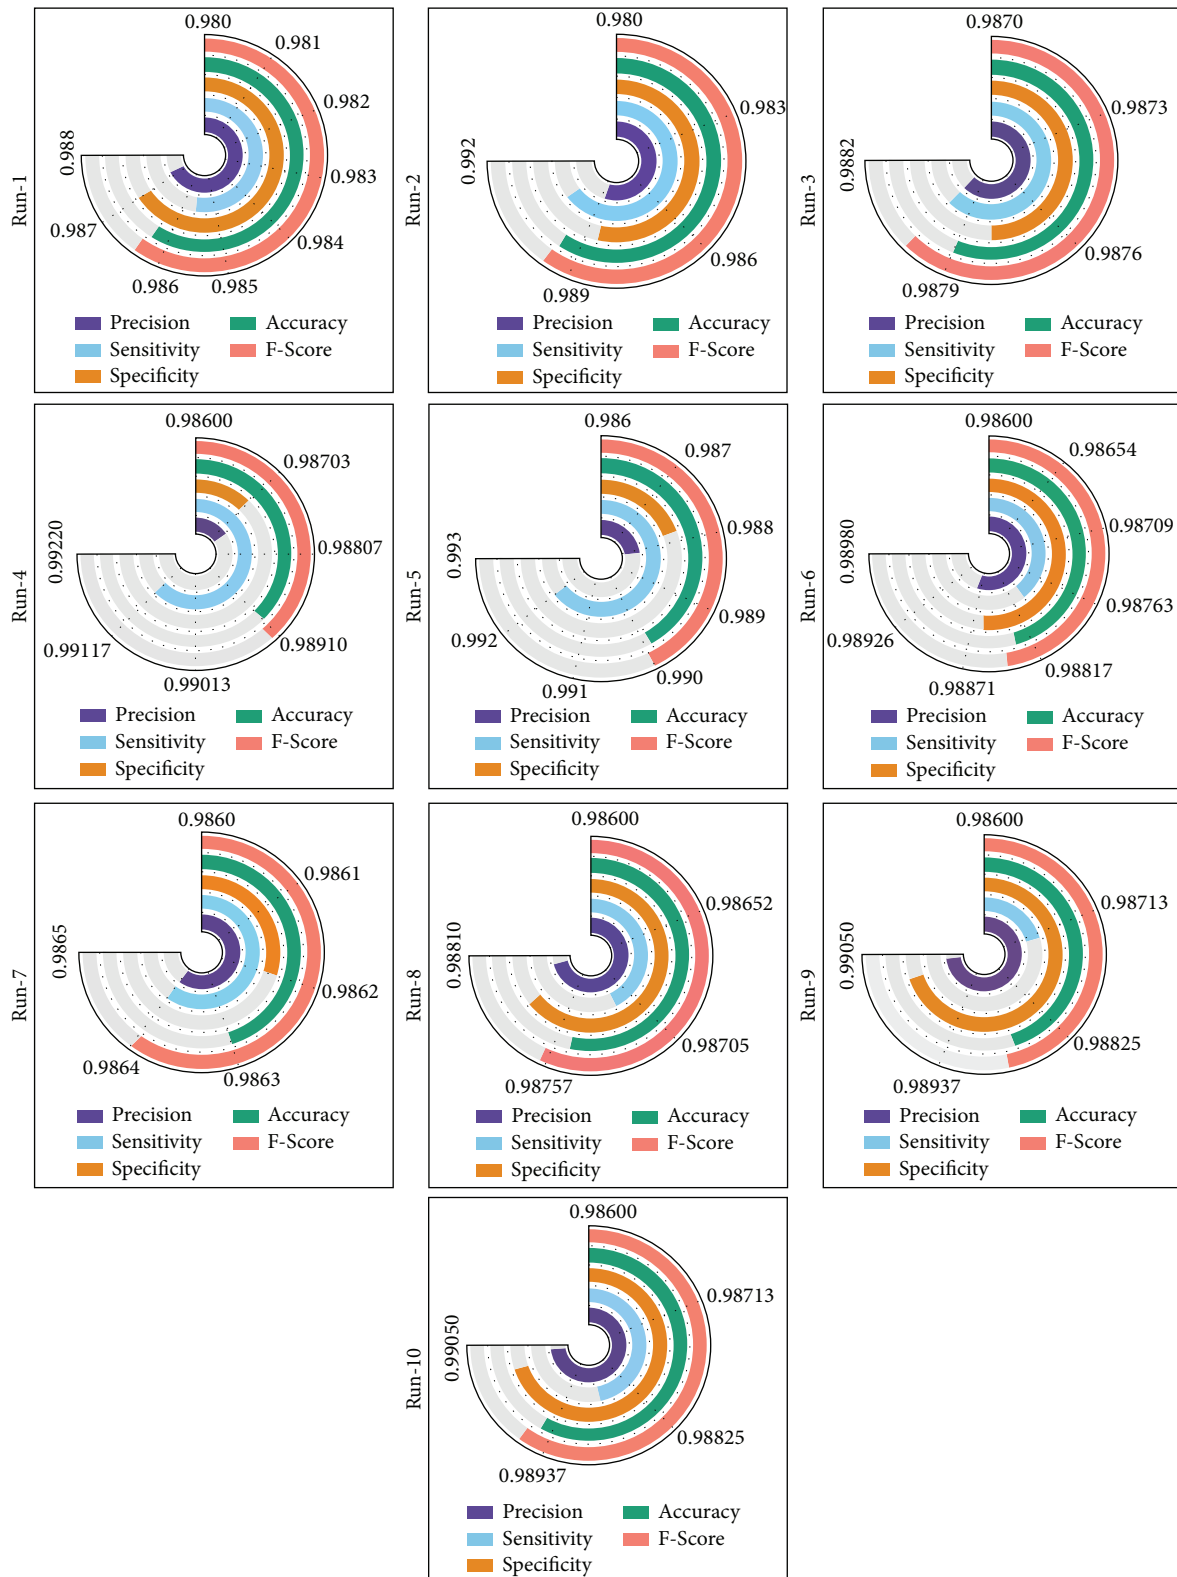 Run-1
0.980
0.981
0.982
0.983
0.984
0.985
0.986
0.987
0.988
Precision
Sensitivity
Specificity
Accuracy
F-Score
Run-2
0.980
0.983
0.986
0.989
0.992
Precision
Sensitivity
Specificity
Accuracy
F-Score
Run-3
0.9870
0.9873
0.9876
0.9879
0.9882
Precision
Sensitivity
Specificity
Accuracy
F-Score
Run-4
0.98600
0.98703
0.98807
0.98910
0.99013
0.99117
0.99220
Precision
Sensitivity
Specificity
Accuracy
F-Score
Run-5
0.986
0.987
0.988
0.989
0.990
0.991
0.992
0.993
Precision
Sensitivity
Specificity
Accuracy
F-Score
Run-6
0.98600
0.98654
0.98709
0.98763
0.98817
0.98871
0.98926
0.98980
Precision
Sensitivity
Specificity
Accuracy
F-Score
Run-7
0.9860
0.9861
0.9862
0.9863
0.9864
0.9865
Precision
Sensitivity
Specificity
Accuracy
F-Score
Run-8
0.98600
0.98652
0.98705
0.98757
0.98810
Precision
Sensitivity
Specificity
Accuracy
F-Score
Run-9
0.98600
0.98713
0.98825
0.98937
0.99050
Precision
Sensitivity
Specificity
Accuracy
F-Score
Run-10
0.98600
0.98713
0.98825
0.98937
0.99050
Precision
Sensitivity
Specificity
Accuracy
F-Score